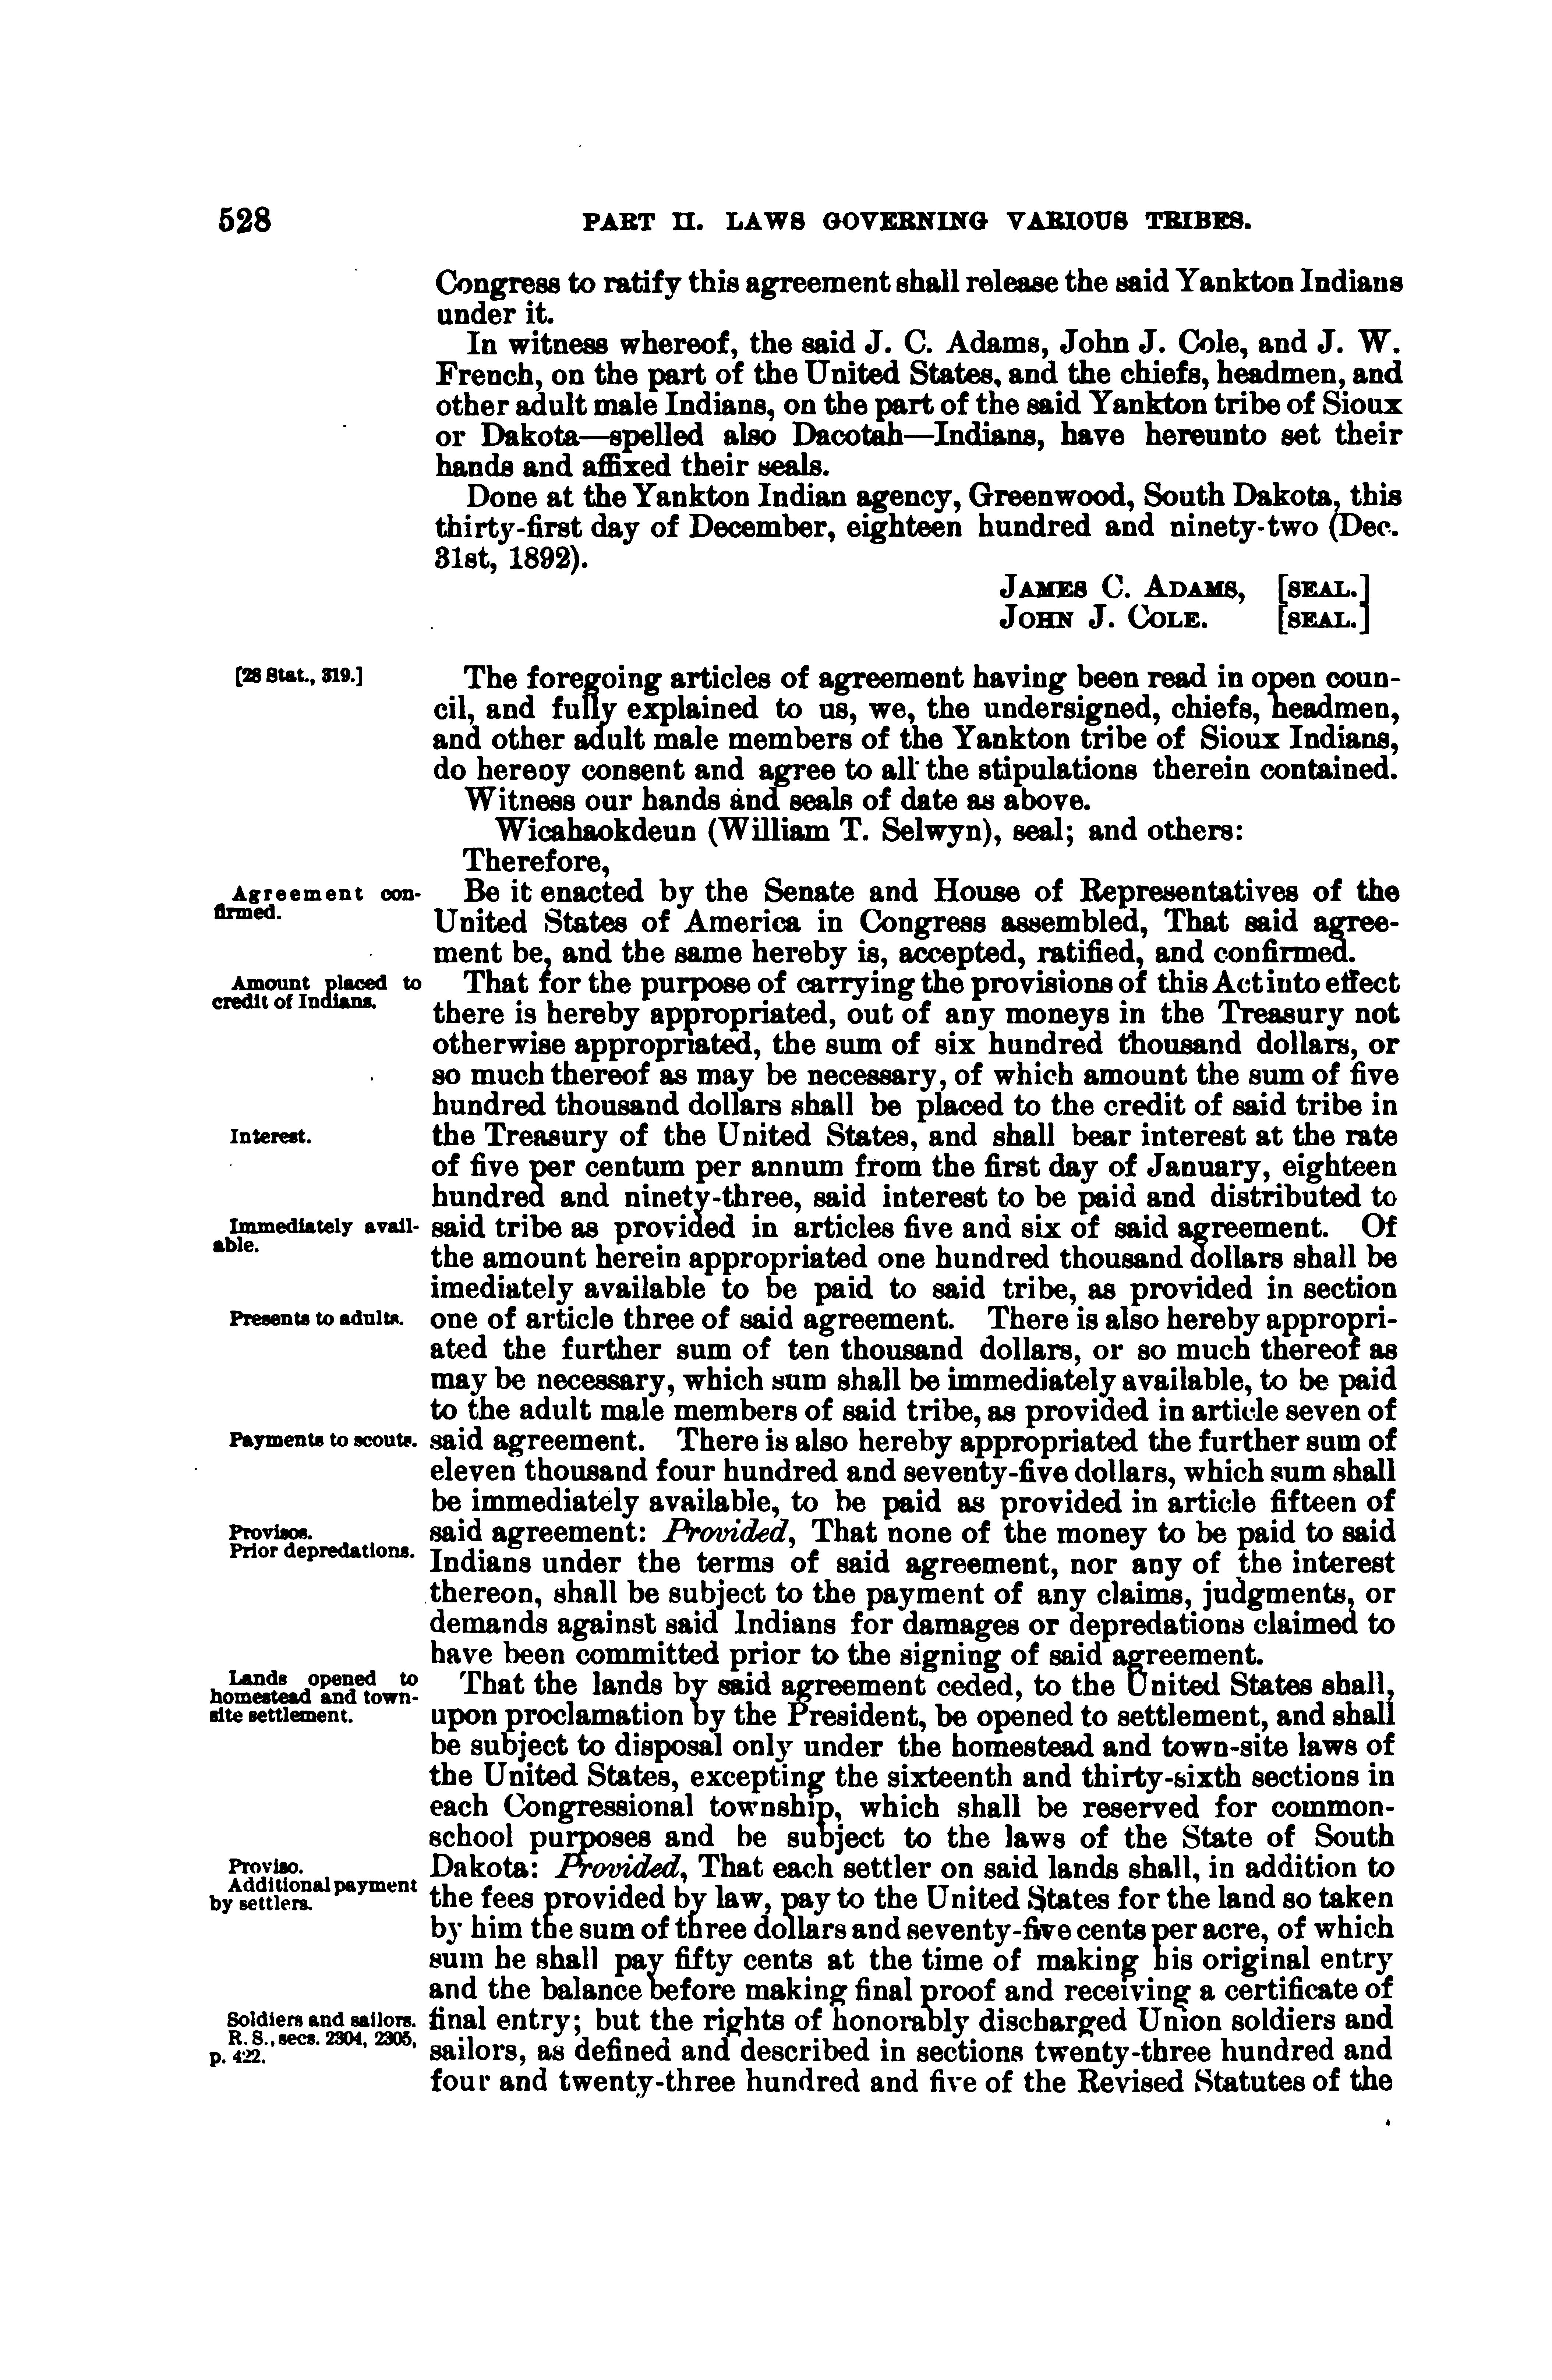 528 PART II. LAWS GOVERNING VARIOUS TRIBES.
Congress to ratify this agreement shall release the said Yankton Indians
under it.
In witness whereof, the said J. C. Adams, John J. Cole, and J. W.
French, on the part of the United States, and the chiefs, headmen, and
other adult male Indians, on the part of the said Yankton tribe of Sioux
or Dakota—spelled also Dacotah—Indians, have hereunto set their
hands and affixed their seals.
Done at the Yankton Indian agency, Greenwood, South Dakota, this
thirty-first day of December, eighteen hundred and ninety-two (Dec.
31st, 1892).
JAMES C. ADAMS, [SEAL.]
JOHN J. COLE. [SEAL.]
[28 Stat., 319.]
The foregoing articles of agreement having been read in open coun-
cil, and fully explained to us, we, the undersigned, chiefs, headmen,
and other adult male members of the Yankton tribe of Sioux Indians,
do hereby consent and agree to all the stipulations therein contained.
Witness our hands and seals of date as above.
Wicahaokdeun (William T. Selwyn), seal; and others:
Therefore,
Agreement con-
firmed.
Be it enacted by the Senate and House of Representatives of the
United States of America in Congress assembled, That said agree-
ment be, and the same hereby is, accepted, ratified, and confirmed.
Amount placed to
credit of Indians.
That for the purpose of carrying the provisions of this Act into effect
there is hereby appropriated, out of any moneys in the Treasury not
otherwise appropriated, the sum of six hundred thousand dollars, or
so much thereof as may be necessary, of which amount the sum of five
hundred thousand dollars shall be placed to the credit of said tribe in
Interest.
the Treasury of the United States, and shall bear interest at the rate
of five per centum per annum from the first day of January, eighteen
hundred and ninety-three, said interest to be paid and distributed to
Immediately avail-
able.
said tribe as provided in articles five and six of said agreement. Of
the amount herein appropriated one hundred thousand dollars shall be
imediately available to be paid to said tribe, as provided in section
Presents to adults.
one of article three of said agreement. There is also hereby appropri-
ated the further sum of ten thousand dollars, or so much thereof as
may be necessary, which sum shall be immediately available, to be paid
to the adult male members of said tribe, as provided in article seven of
Payments to scouts.
said agreement. There is also hereby appropriated the further sum of
eleven thousand four hundred and seventy-five dollars, which sum shall
be immediately available, to be paid as provided in article fifteen of
Provisos.
Prior depredations.
said agreement: Provided, That none of the money to be paid to said
Indians under the terms of said agreement, nor any of the interest
thereon, shall be subject to the payment of any claims, judgments, or
demands against said Indians for damages or depredations claimed to
have been committed prior to the signing of said agreement.
Lands opened to
homestead and town-
site settlement.
That the lands by said agreement ceded, to the United States shall,
upon proclamation by the President, be opened to settlement, and shall
be subject to disposal only under the homestead and town-site laws of
the United States, excepting the sixteenth and thirty-sixth sections in
each Congressional township, which shall be reserved for common-
school purposes and be subject to the laws of the State of South
Proviso.
Additional payment
by settlers.
Dakota: Provided, That each settler on said lands shall, in addition to
the fees provided by law, pay to the United States for the land so taken
by him the sum of three dollars and seventy-five cents per acre, of which
sum he shall pay fifty cents at the time of making his original entry
and the balance before making final proof and receiving a certificate of
Soldiers and sailors.
R. S., secs. 2304, 2305,
p. 422.
final entry; but the rights of honorably discharged Union soldiers and
sailors, as defined and described in sections twenty-three hundred and
four and twenty-three hundred and five of the Revised Statutes of the